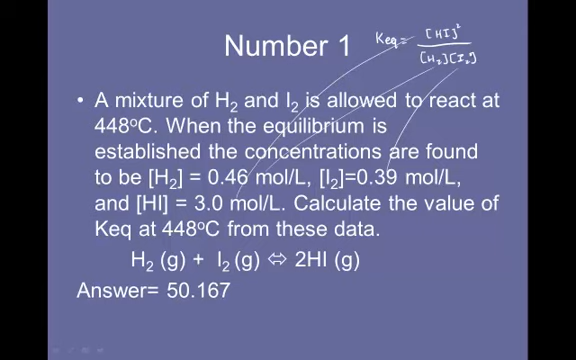 Number 1
Keq = [HI]²
[H₂][I₂]
• A mixture of H₂ and I₂ is allowed to react at
448ºC. When the equilibrium is
established the concentrations are found
to be [H₂] = 0.46 mol/L, [I₂]=0.39 mol/L,
and [HI] = 3.0 mol/L. Calculate the value of
Keq at 448ºC from these data.
H₂ (g) + I₂ (g) ⇔ 2HI (g)
Answer= 50.167